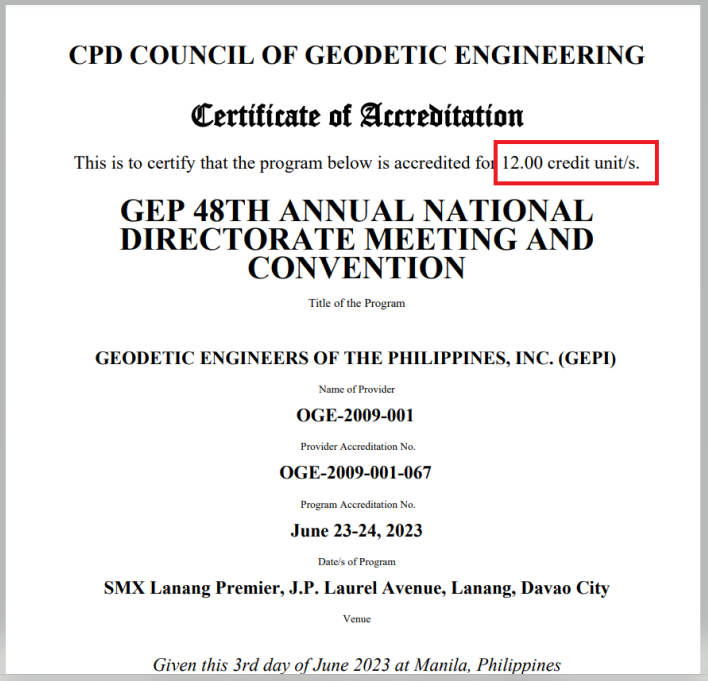 CPD COUNCIL OF GEODETIC ENGINEERING
Certificate of Accreditation
This is to certify that the program below is accredited for 12.00 credit unit/s.
GEP 48TH ANNUAL NATIONAL
DIRECTORATE MEETING AND
CONVENTION
Title of the Program
GEODETIC ENGINEERS OF THE PHILIPPINES, INC. (GEPI)
Name of Provider
OGE-2009-001
Provider Accreditation No.
OGE-2009-001-067
Program Accreditation No.
June 23-24, 2023
Date/s of Program
SMX Lanang Premier, J.P. Laurel Avenue, Lanang, Davao City
Venue
Given this 3rd day of June 2023 at Manila, Philippines